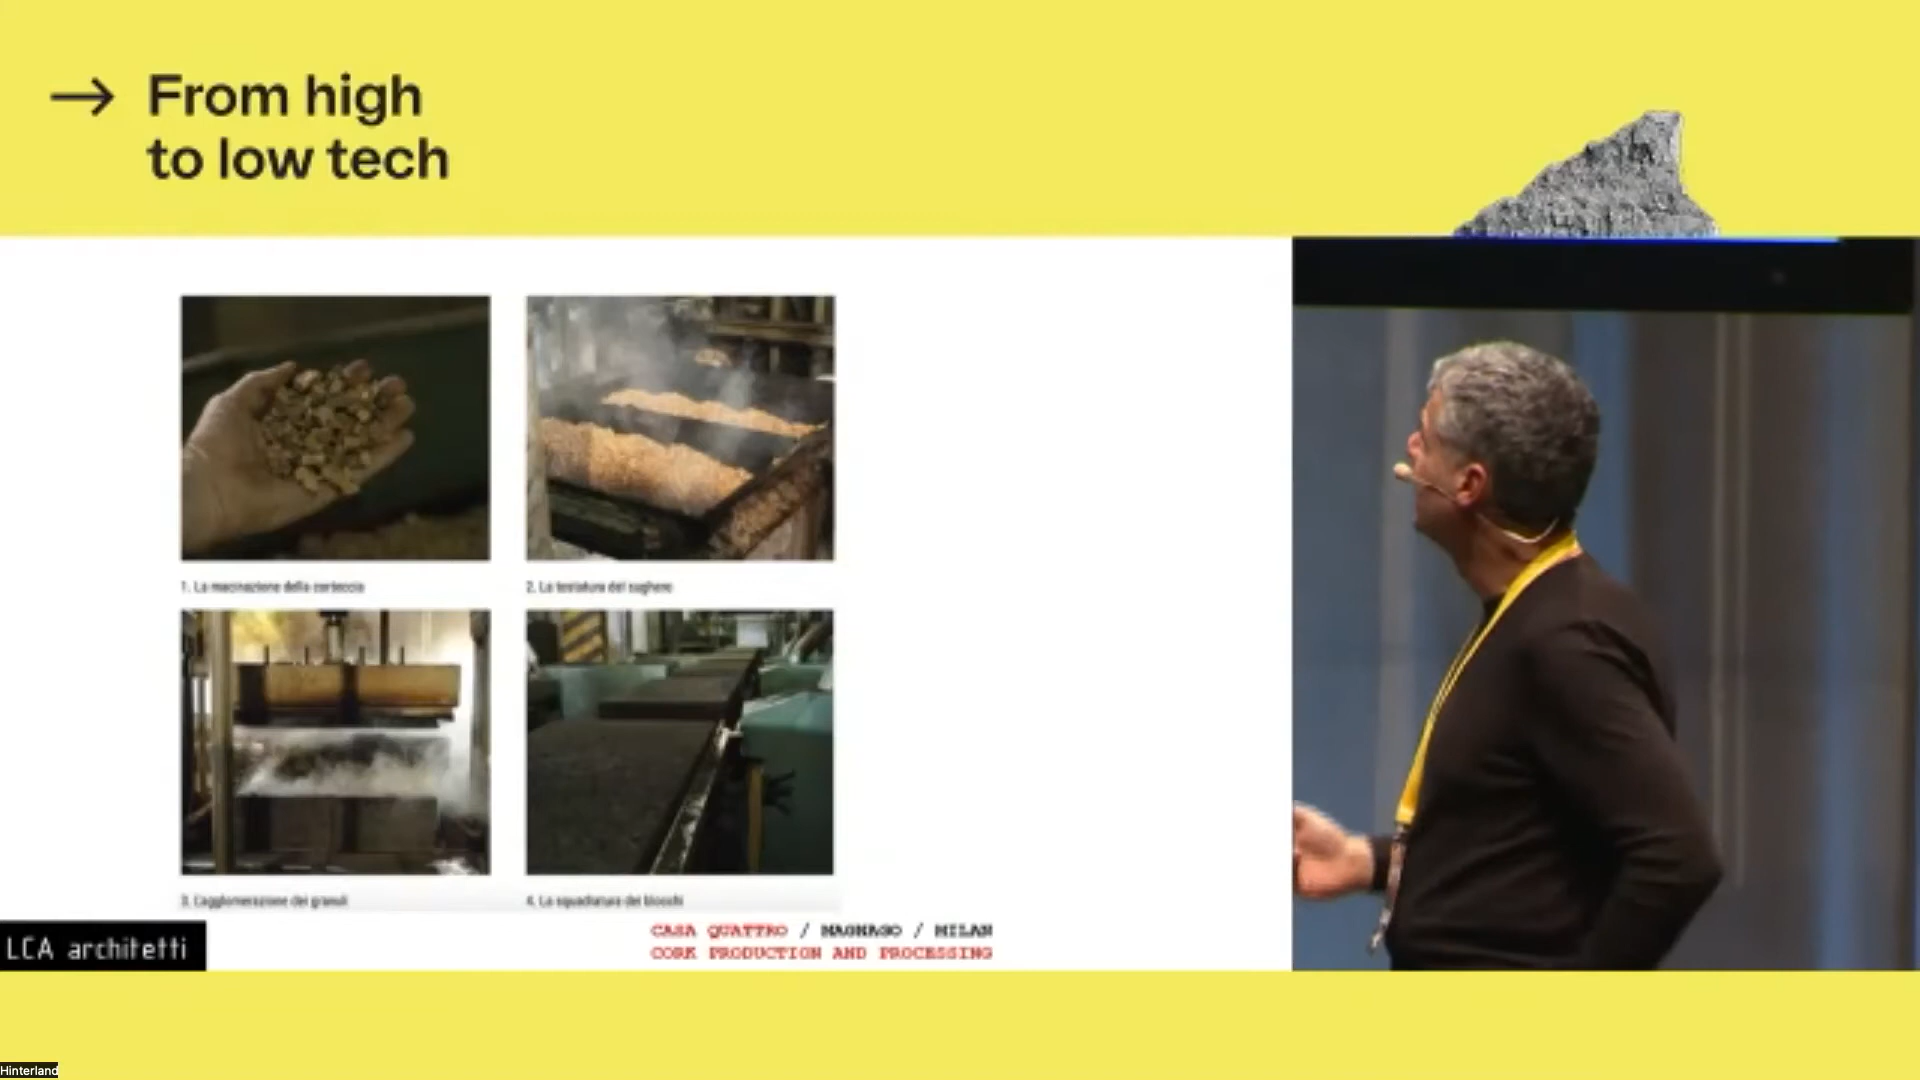 From high
to low tech
1. La macinazione della corteccia
2. La tostatura del sughero
3. L'agglomerazione dei granuli
4. La squadratura dei blocchi
LCA architetti
CASA QUATTRO / MAGNAGO / MILAN
CORK PRODUCTION AND PROCESSING
Hinterland